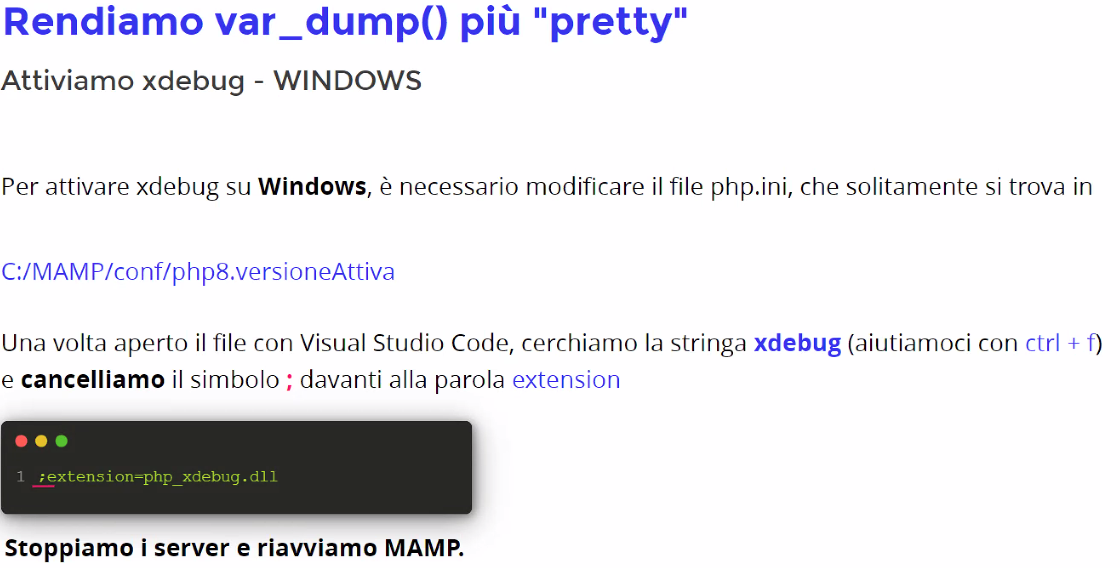 Rendiamo var_dump() più "pretty"
Attiviamo xdebug - WINDOWS
Per attivare xdebug su Windows, è necessario modificare il file php.ini, che solitamente si trova in
C:/MAMP/conf/php8.versioneAttiva
Una volta aperto il file con Visual Studio Code, cerchiamo la stringa xdebug (aiutiamoci con ctrl + f)
e cancelliamo il simbolo ; davanti alla parola extension
1 ;extension=php_xdebug.dll
Stoppiamo i server e riavviamo MAMP.